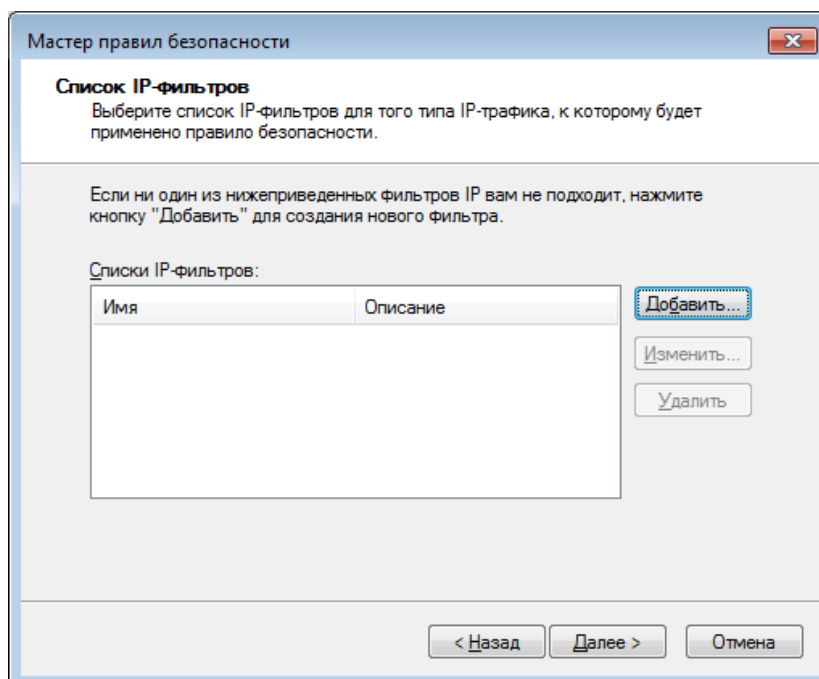 Мастер правил безопасности
Список IP-фильтров
Выберите список IP-фильтров для того типа IP-трафика, к которому будет
применено правило безопасности.
Если ни один из нижеприведенных фильтров IP вам не подходит, нажмите
кнопку "Добавить" для создания нового фильтра.
Списки IP-фильтров:
Имя Описание
Добавить...
Изменить...
Удалить
< Назад Далее > Отмена